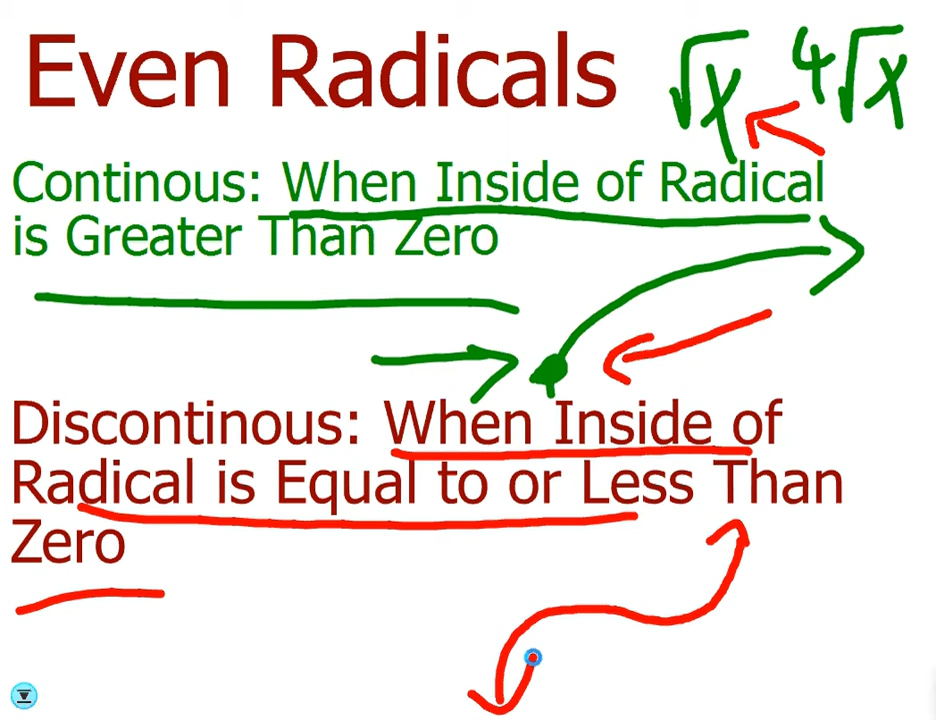 Even Radicals √x ⁴√x
Continous: When Inside of Radical
is Greater Than Zero
Discontinous: When Inside of
Radical is Equal to or Less Than
Zero